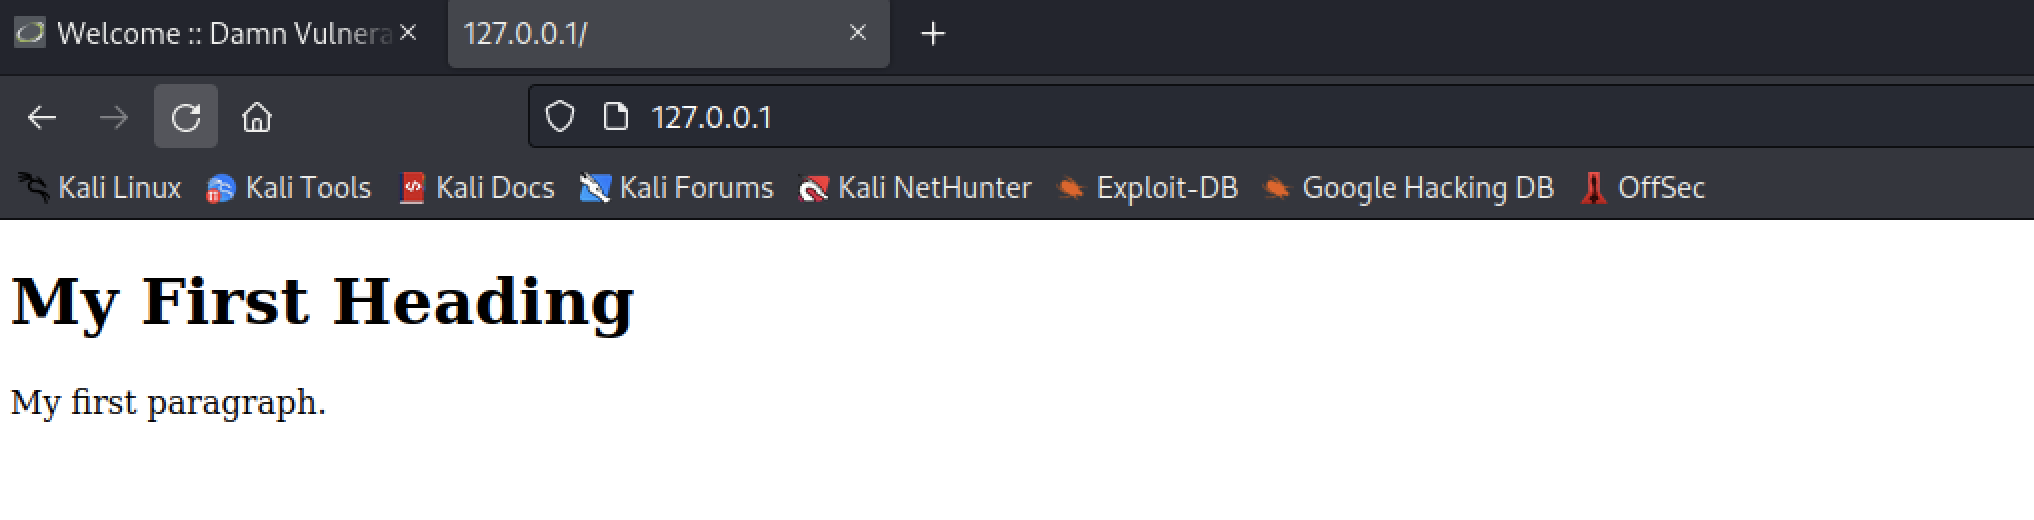 Welcome :: Damn Vulnera
127.0.0.1/
127.0.0.1
Kali Linux Kali Tools Kali Docs Kali Forums Kali NetHunter Exploit-DB Google Hacking DB OffSec
My First Heading
My first paragraph.